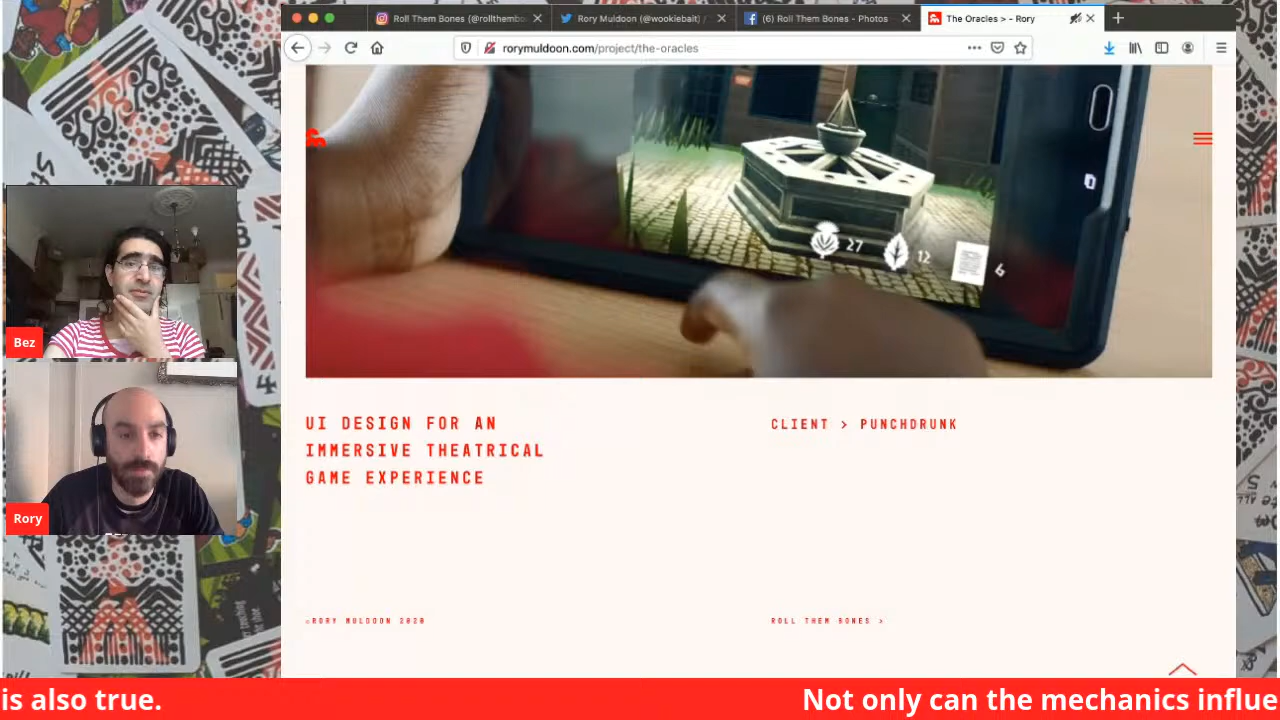 Roll Them Bones (@rollthembo
Rory Muldoon (@wookiebait) /
(6) Roll Them Bones - Photos
The Oracles > - Rory
rorymuldoon.com/project/the-oracles
27
12
6
Bez
Rory
UI DESIGN FOR AN
IMMERSIVE THEATRICAL
GAME EXPERIENCE
CLIENT > PUNCHDRUNK
©RORY MULDOON 2020
ROLL THEM BONES >
is also true.
Not only can the mechanics influe